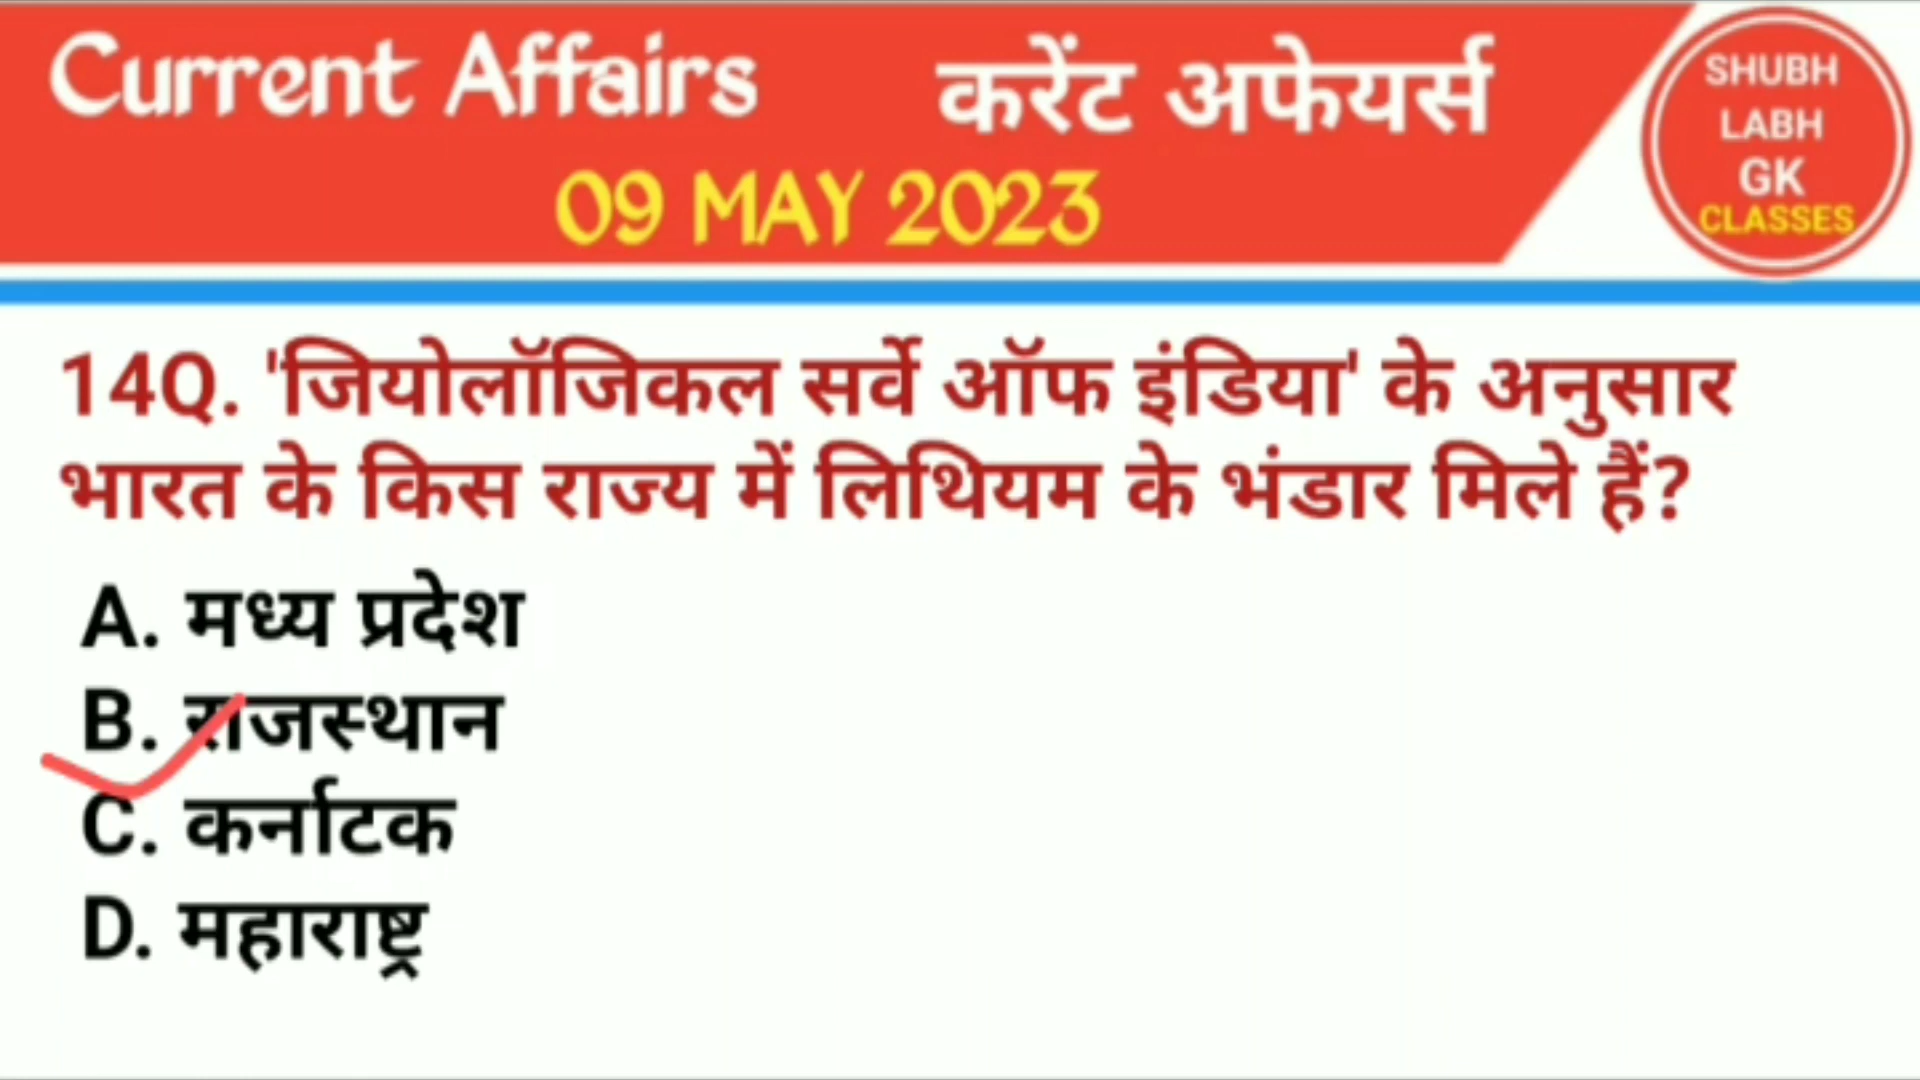 Current Affairs करेंट अफेयर्स
09 MAY 2023
SHUBH
LABH
GK
CLASSES
14Q. 'जियोलॉजिकल सर्वे ऑफ इंडिया' के अनुसार
भारत के किस राज्य में लिथियम के भंडार मिले हैं?
A. मध्य प्रदेश
B. राजस्थान
C. कर्नाटक
D. महाराष्ट्र